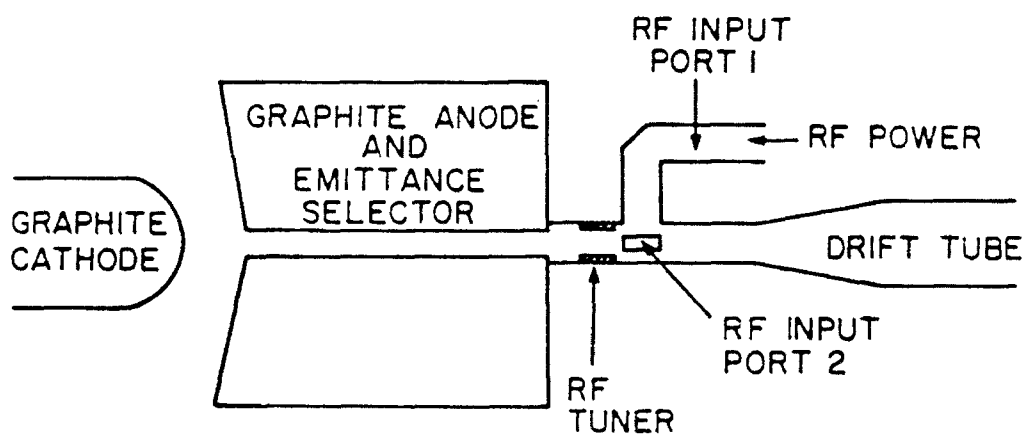 RF INPUT
PORT 1
GRAPHITE ANODE
AND
EMITTANCE
SELECTOR
RF POWER
GRAPHITE
CATHODE
DRIFT TUBE
RF INPUT
PORT 2
RF
TUNER